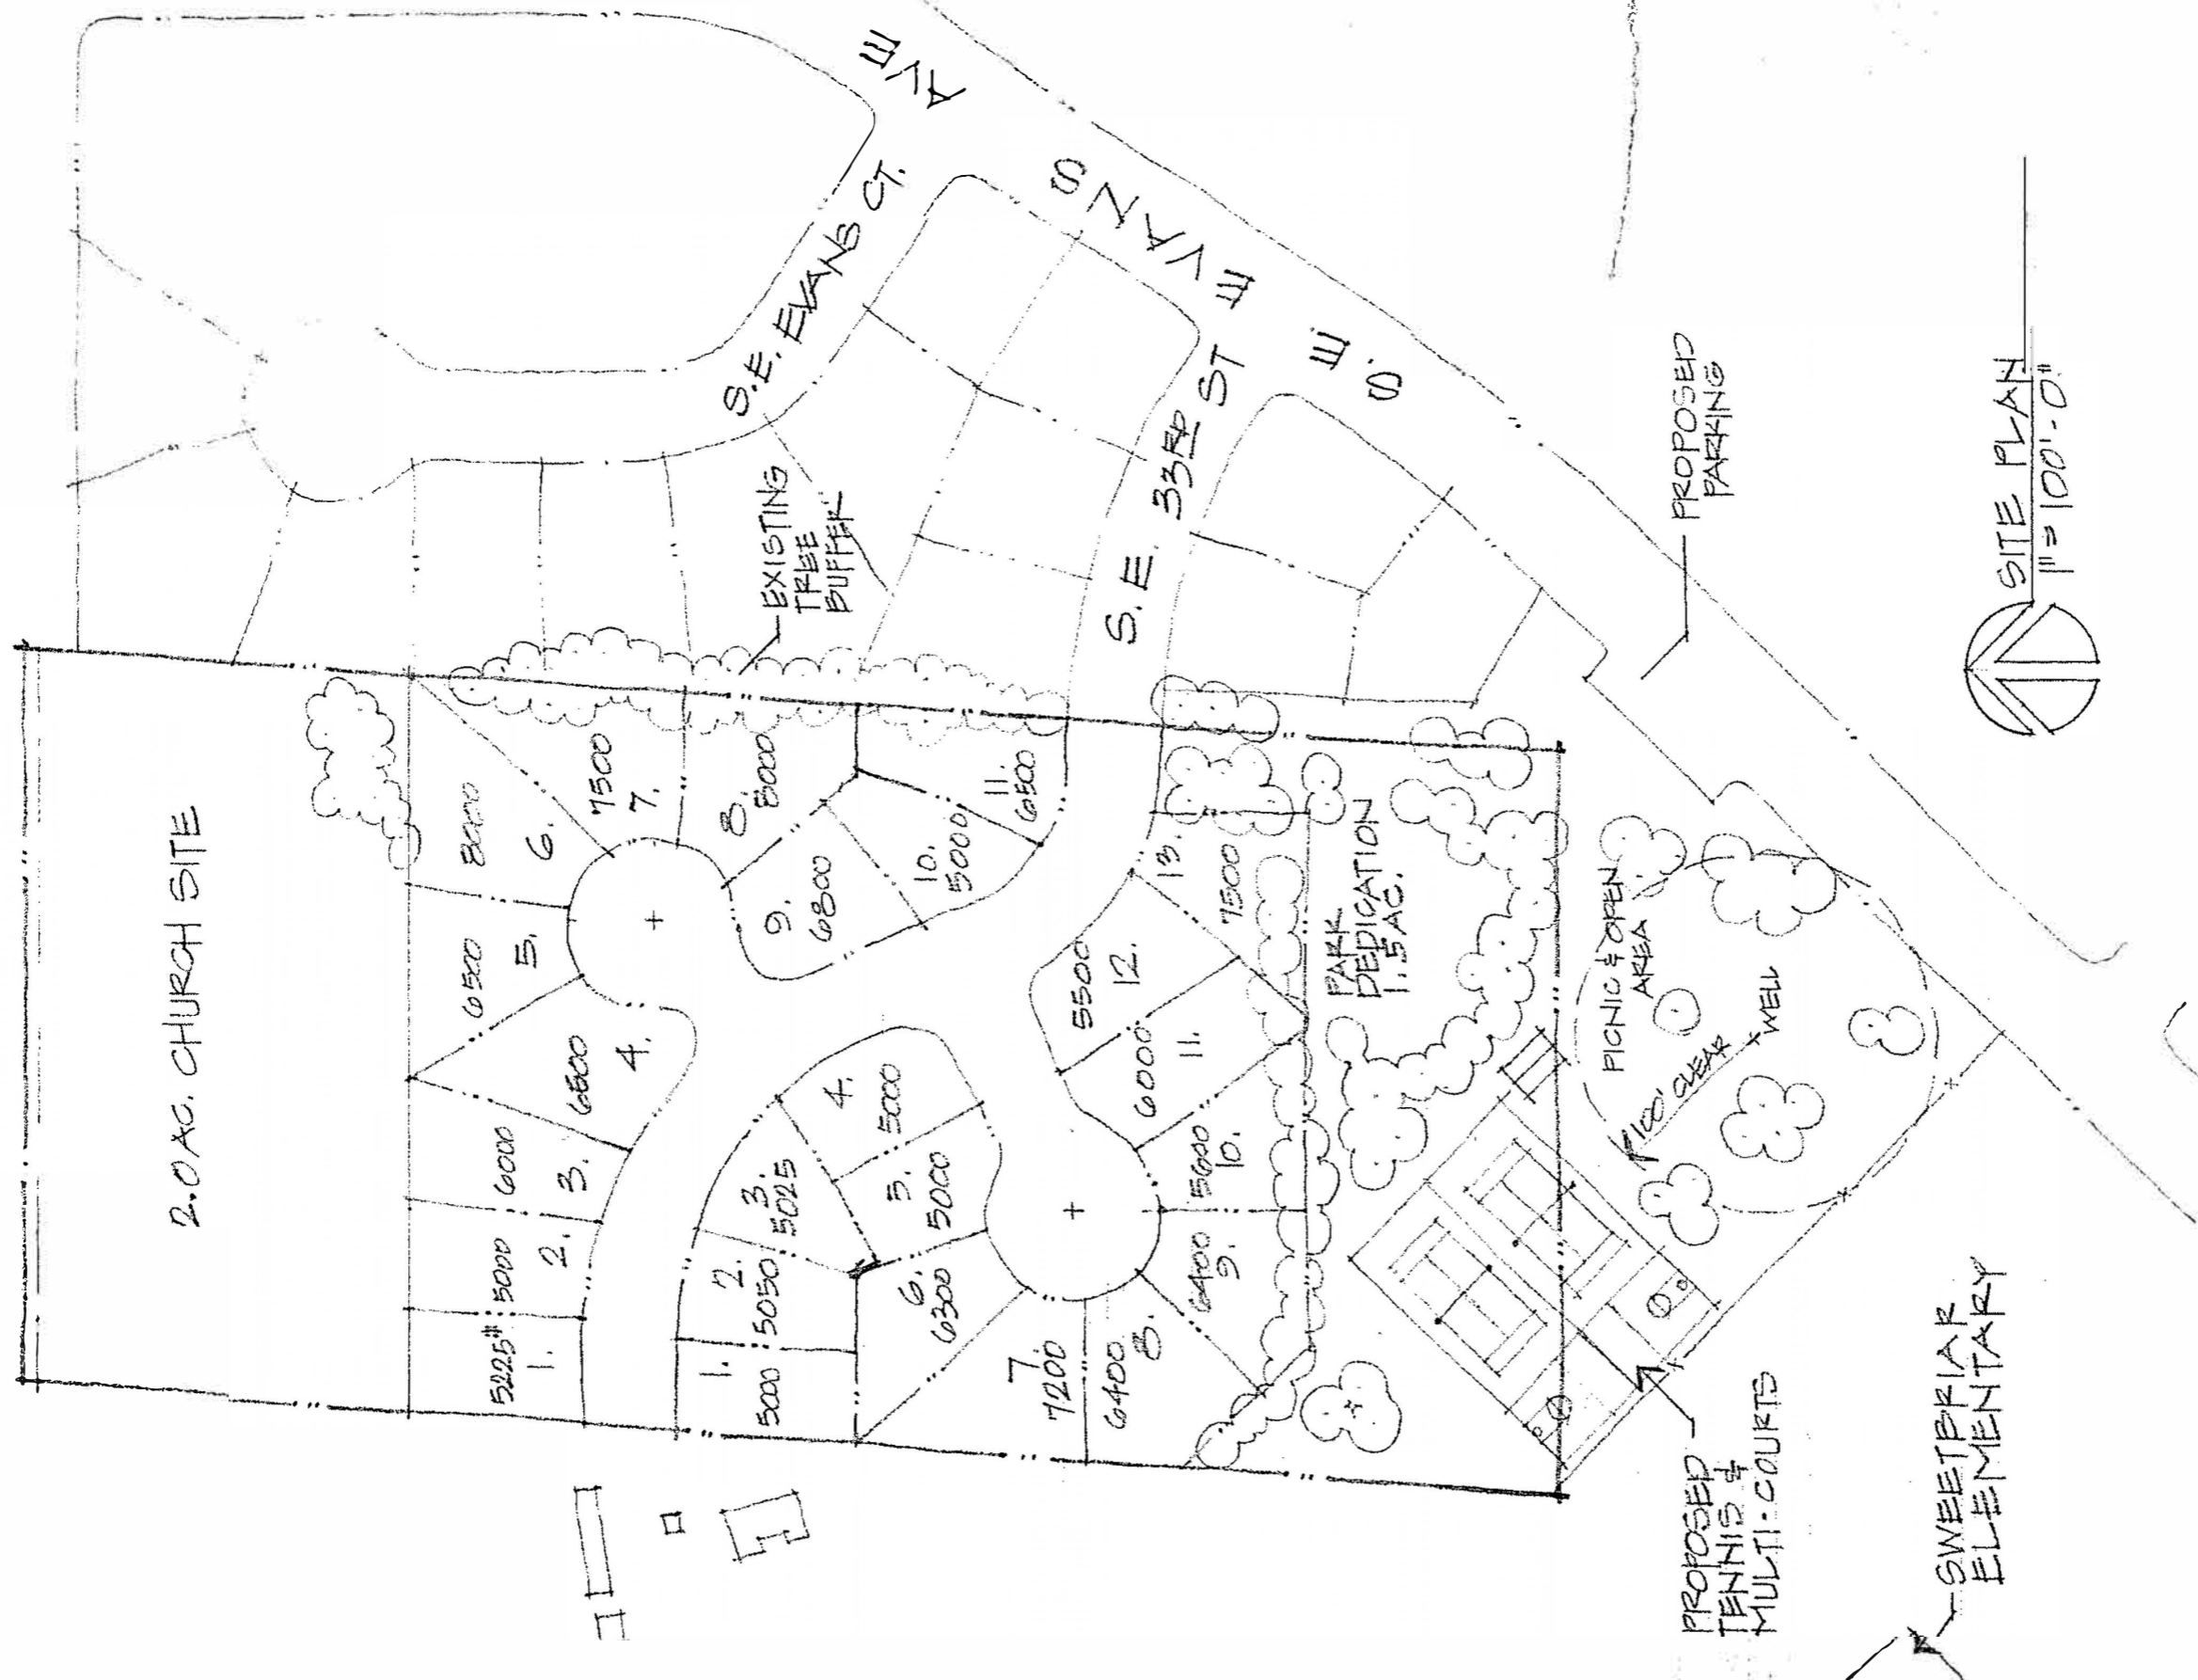 2.0 AC. CHURCH SITE
5225#
1.
5000
2.
6000
3.
6500
4.
6500
5.
8000
6.
7500
7.
8.
8000
9.
6800
10.
5000
11.
6500
1.
5000
2.
5050
3.
5025
4.
5000
5.
5000
6.
6300
7.
7200
6400
8.
6400
9.
5600
10.
6000
11.
5500
12.
13.
7500
EXISTING
TREE
BUFFER
S.E. EVANS CT.
S.E. 33RD ST
S.E. EVANS AVE
PARK
DEDICATION
1.5 AC.
PICNIC & OPEN
AREA
100' CLEAR
WELL
PROPOSED
PARKING
PROPOSED
TENNIS &
MULTI-COURTS
SWEETBRIAR
ELEMENTARY
SITE PLAN
1"=100'-0"